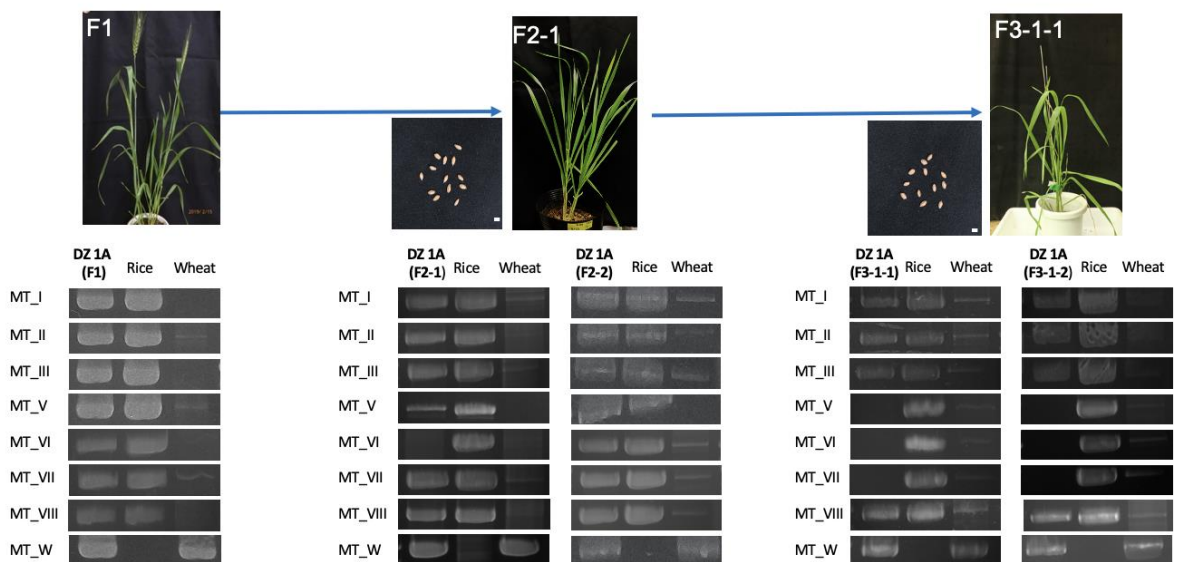 F1
F2-1
F3-1-1
DZ 1A
(F1) Rice Wheat
DZ 1A
(F2-1) Rice Wheat
DZ 1A
(F2-2) Rice Wheat
DZ 1A
(F3-1-1) Rice Wheat
DZ 1A
(F3-1-2) Rice Wheat
MT_I
MT_II
MT_III
MT_V
MT_VI
MT_VII
MT_VIII
MT_W
MT_I
MT_II
MT_III
MT_V
MT_VI
MT_VII
MT_VIII
MT_W
MT_I
MT_II
MT_III
MT_V
MT_VI
MT_VII
MT_VIII
MT_W